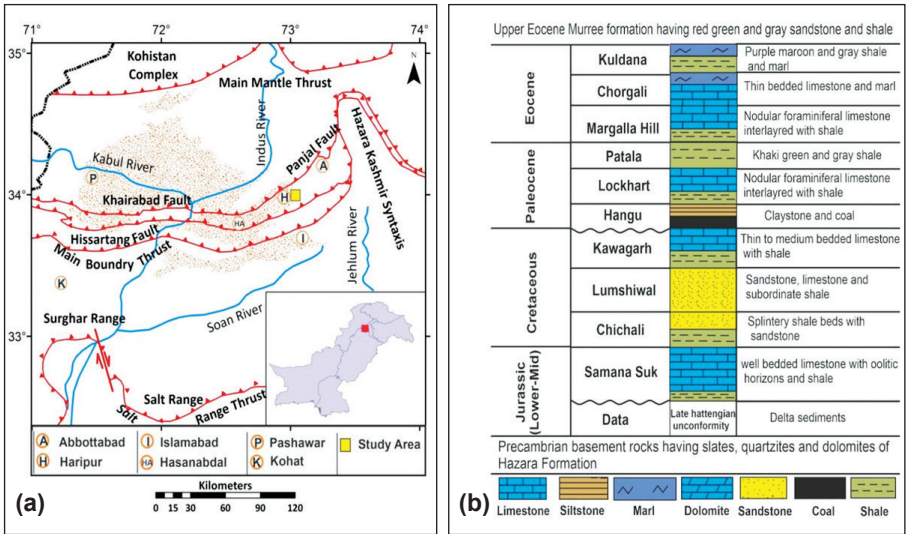 (a)
71°
72°
73°
74°
35°
34°
33°
N
Kohistan
Complex
Main Mantle Thrust
Indus River
Panjal Fault
Hazara Kashmir Syntaxis
Kabul River
P
A
H
Khairabad Fault
HA
Hissartang Fault
I
Main Boundry Thrust
K
Jehlum River
Soan River
Surghar Range
Salt Range
Salt Range Thrust
A Abbottabad
I Islamabad
P Pashawar
Study Area
H Haripur
HA Hasanabdal
K Kohat
Kilometers
0 15 30 60 90 120
(b)
Upper Eocene Murree formation having red green and gray sandstone and shale
Eocene
Kuldana
Purple maroon and gray shale
and marl
Chorgali
Thin bedded limestone and marl
Margalla Hill
Nodular foraminiferal limestone
interlayred with shale
Paleocene
Patala
Khaki green and gray shale
Lockhart
Nodular foraminiferal limestone
interlayred with shale
Hangu
Claystone and coal
Cretaceous
Kawagarh
Thin to medium bedded limestone
with shale
Lumshiwal
Sandstone, limestone and
subordinate shale
Chichali
Splintery shale beds with
sandstone
Jurassic
(Lower-Mid)
Samana Suk
well bedded limestone with oolitic
horizons and shale
Data
Late hattengian
unconformity
Delta sediments
Precambrian basement rocks having slates, quartzites and dolomites of
Hazara Formation
Limestone
Siltstone
Marl
Dolomite
Sandstone
Coal
Shale